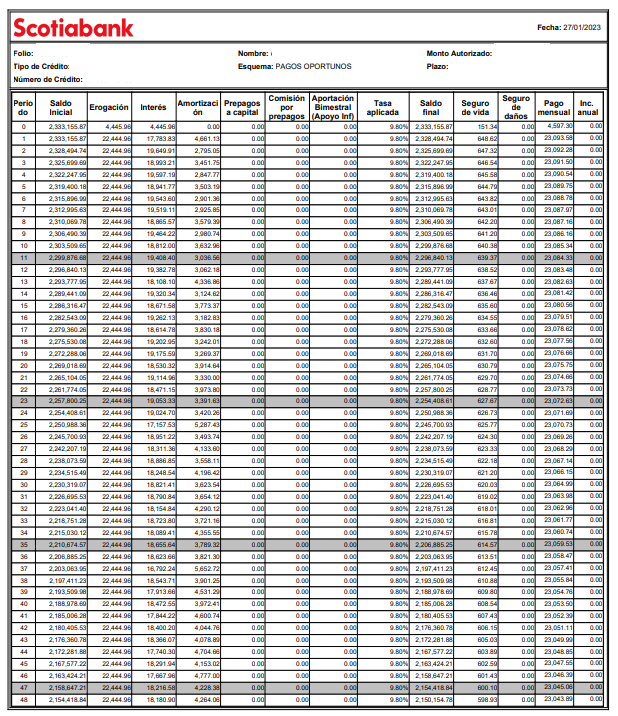 Scotiabank
Fecha: 27/01/2023
Folio: Nombre: Monto Autorizado:
Tipo de Crédito: Esquema: PAGOS OPORTUNOS Plazo:
Número de Crédito:
Perio do Saldo Inicial Erogación Interés Amortizaci ón Prepagos a capital Comisión por prepagos Aportación Bimestral (Apoyo Inf) Tasa aplicada Saldo final Seguro de vida Seguro de daños Pago mensual Inc. anual
0 2,333,155.87 4,445.96 4,445.96 0.00 0.00 0.00 0.00 9.80% 2,333,155.87 151.34 0.00 4,597.30 0.00
1 2,333,155.87 22,444.96 17,783.83 4,661.13 0.00 0.00 0.00 9.80% 2,328,494.74 648.62 0.00 23,093.58 0.00
2 2,328,494.74 22,444.96 19,649.91 2,795.05 0.00 0.00 0.00 9.80% 2,325,699.69 647.32 0.00 23,092.28 0.00
3 2,325,699.69 22,444.96 18,993.21 3,451.75 0.00 0.00 0.00 9.80% 2,322,247.95 646.54 0.00 23,091.50 0.00
4 2,322,247.95 22,444.96 19,597.19 2,847.77 0.00 0.00 0.00 9.80% 2,319,400.18 645.58 0.00 23,090.54 0.00
5 2,319,400.18 22,444.96 18,941.77 3,503.19 0.00 0.00 0.00 9.80% 2,315,896.99 644.79 0.00 23,089.75 0.00
6 2,315,896.99 22,444.96 19,543.60 2,901.36 0.00 0.00 0.00 9.80% 2,312,995.63 643.82 0.00 23,088.78 0.00
7 2,312,995.63 22,444.96 19,519.11 2,925.85 0.00 0.00 0.00 9.80% 2,310,069.78 643.01 0.00 23,087.97 0.00
8 2,310,069.78 22,444.96 18,865.57 3,579.39 0.00 0.00 0.00 9.80% 2,306,490.39 642.20 0.00 23,087.16 0.00
9 2,306,490.39 22,444.96 19,464.22 2,980.74 0.00 0.00 0.00 9.80% 2,303,509.65 641.20 0.00 23,086.16 0.00
10 2,303,509.65 22,444.96 18,812.00 3,632.96 0.00 0.00 0.00 9.80% 2,299,876.68 640.38 0.00 23,085.34 0.00
11 2,299,876.68 22,444.96 19,408.40 3,036.56 0.00 0.00 0.00 9.80% 2,296,840.13 639.37 0.00 23,084.33 0.00
12 2,296,840.13 22,444.96 19,382.78 3,062.18 0.00 0.00 0.00 9.80% 2,293,777.95 638.52 0.00 23,083.48 0.00
13 2,293,777.95 22,444.96 18,108.10 4,336.86 0.00 0.00 0.00 9.80% 2,289,441.09 637.67 0.00 23,082.63 0.00
14 2,289,441.09 22,444.96 19,320.34 3,124.62 0.00 0.00 0.00 9.80% 2,286,316.47 636.46 0.00 23,081.42 0.00
15 2,286,316.47 22,444.96 18,671.58 3,773.37 0.00 0.00 0.00 9.80% 2,282,543.09 635.60 0.00 23,080.56 0.00
16 2,282,543.09 22,444.96 19,262.13 3,182.83 0.00 0.00 0.00 9.80% 2,279,360.26 634.55 0.00 23,079.51 0.00
17 2,279,360.26 22,444.96 18,614.78 3,830.18 0.00 0.00 0.00 9.80% 2,275,530.08 633.66 0.00 23,078.62 0.00
18 2,275,530.08 22,444.96 19,202.95 3,242.01 0.00 0.00 0.00 9.80% 2,272,288.06 632.60 0.00 23,077.56 0.00
19 2,272,288.06 22,444.96 19,175.59 3,269.37 0.00 0.00 0.00 9.80% 2,269,018.69 631.70 0.00 23,076.66 0.00
20 2,269,018.69 22,444.96 18,530.32 3,914.64 0.00 0.00 0.00 9.80% 2,265,104.05 630.79 0.00 23,075.75 0.00
21 2,265,104.05 22,444.96 19,114.96 3,330.00 0.00 0.00 0.00 9.80% 2,261,774.05 629.70 0.00 23,074.66 0.00
22 2,261,774.05 22,444.96 18,471.15 3,973.80 0.00 0.00 0.00 9.80% 2,257,800.25 628.77 0.00 23,073.73 0.00
23 2,257,800.25 22,444.96 19,053.33 3,391.63 0.00 0.00 0.00 9.80% 2,254,408.61 627.67 0.00 23,072.63 0.00
24 2,254,408.61 22,444.96 19,024.70 3,420.26 0.00 0.00 0.00 9.80% 2,250,988.36 626.73 0.00 23,071.69 0.00
25 2,250,988.36 22,444.96 17,157.53 5,287.43 0.00 0.00 0.00 9.80% 2,245,700.93 625.77 0.00 23,070.73 0.00
26 2,245,700.93 22,444.96 18,951.22 3,493.74 0.00 0.00 0.00 9.80% 2,242,207.19 624.30 0.00 23,069.26 0.00
27 2,242,207.19 22,444.96 18,311.36 4,133.60 0.00 0.00 0.00 9.80% 2,238,073.59 623.33 0.00 23,068.29 0.00
28 2,238,073.59 22,444.96 18,886.85 3,558.11 0.00 0.00 0.00 9.80% 2,234,515.49 622.18 0.00 23,067.14 0.00
29 2,234,515.49 22,444.96 18,248.54 4,196.42 0.00 0.00 0.00 9.80% 2,230,319.07 621.20 0.00 23,066.15 0.00
30 2,230,319.07 22,444.96 18,821.41 3,623.54 0.00 0.00 0.00 9.80% 2,226,695.53 620.03 0.00 23,064.99 0.00
31 2,226,695.53 22,444.96 18,790.84 3,654.12 0.00 0.00 0.00 9.80% 2,223,041.40 619.02 0.00 23,063.98 0.00
32 2,223,041.40 22,444.96 18,154.84 4,290.12 0.00 0.00 0.00 9.80% 2,218,751.28 618.01 0.00 23,062.96 0.00
33 2,218,751.28 22,444.96 18,723.80 3,721.16 0.00 0.00 0.00 9.80% 2,215,030.12 616.81 0.00 23,061.77 0.00
34 2,215,030.12 22,444.96 18,089.41 4,355.55 0.00 0.00 0.00 9.80% 2,210,674.57 615.78 0.00 23,060.74 0.00
35 2,210,674.57 22,444.96 18,655.64 3,789.32 0.00 0.00 0.00 9.80% 2,206,885.25 614.57 0.00 23,059.53 0.00
36 2,206,885.25 22,444.96 18,623.66 3,821.30 0.00 0.00 0.00 9.80% 2,203,063.95 613.51 0.00 23,058.47 0.00
37 2,203,063.95 22,444.96 16,792.24 5,652.72 0.00 0.00 0.00 9.80% 2,197,411.23 612.45 0.00 23,057.41 0.00
38 2,197,411.23 22,444.96 18,543.71 3,901.25 0.00 0.00 0.00 9.80% 2,193,509.98 610.88 0.00 23,055.84 0.00
39 2,193,509.98 22,444.96 17,913.66 4,531.29 0.00 0.00 0.00 9.80% 2,188,978.69 609.80 0.00 23,054.76 0.00
40 2,188,978.69 22,444.96 18,472.55 3,972.41 0.00 0.00 0.00 9.80% 2,185,006.28 608.54 0.00 23,053.50 0.00
41 2,185,006.28 22,444.96 17,844.22 4,600.74 0.00 0.00 0.00 9.80% 2,180,405.53 607.43 0.00 23,052.39 0.00
42 2,180,405.53 22,444.96 18,400.20 4,044.76 0.00 0.00 0.00 9.80% 2,176,360.78 606.15 0.00 23,051.11 0.00
43 2,176,360.78 22,444.96 18,366.07 4,078.89 0.00 0.00 0.00 9.80% 2,172,281.88 605.03 0.00 23,049.99 0.00
44 2,172,281.88 22,444.96 17,740.30 4,704.66 0.00 0.00 0.00 9.80% 2,167,577.22 603.89 0.00 23,048.85 0.00
45 2,167,577.22 22,444.96 18,291.94 4,153.02 0.00 0.00 0.00 9.80% 2,163,424.21 602.59 0.00 23,047.55 0.00
46 2,163,424.21 22,444.96 17,667.96 4,777.00 0.00 0.00 0.00 9.80% 2,158,647.21 601.43 0.00 23,046.39 0.00
47 2,158,647.21 22,444.96 18,216.58 4,228.38 0.00 0.00 0.00 9.80% 2,154,418.84 600.10 0.00 23,045.06 0.00
48 2,154,418.84 22,444.96 18,180.90 4,264.06 0.00 0.00 0.00 9.80% 2,150,154.78 598.93 0.00 23,043.89 0.00